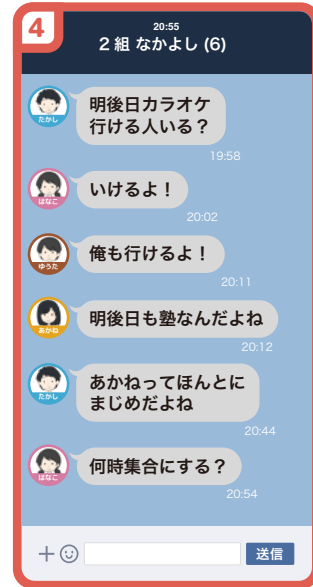 4
20:55
2組 なかよし (6)
たかし
明後日カラオケ
行ける人いる？
19:58
はなこ
いけるよ！
20:02
ゆうた
俺も行けるよ！
20:11
あかね
明後日も塾なんだよね
20:12
たかし
あかねってほんとに
まじめだよね
20:44
はなこ
何時集合にする？
20:54
送信